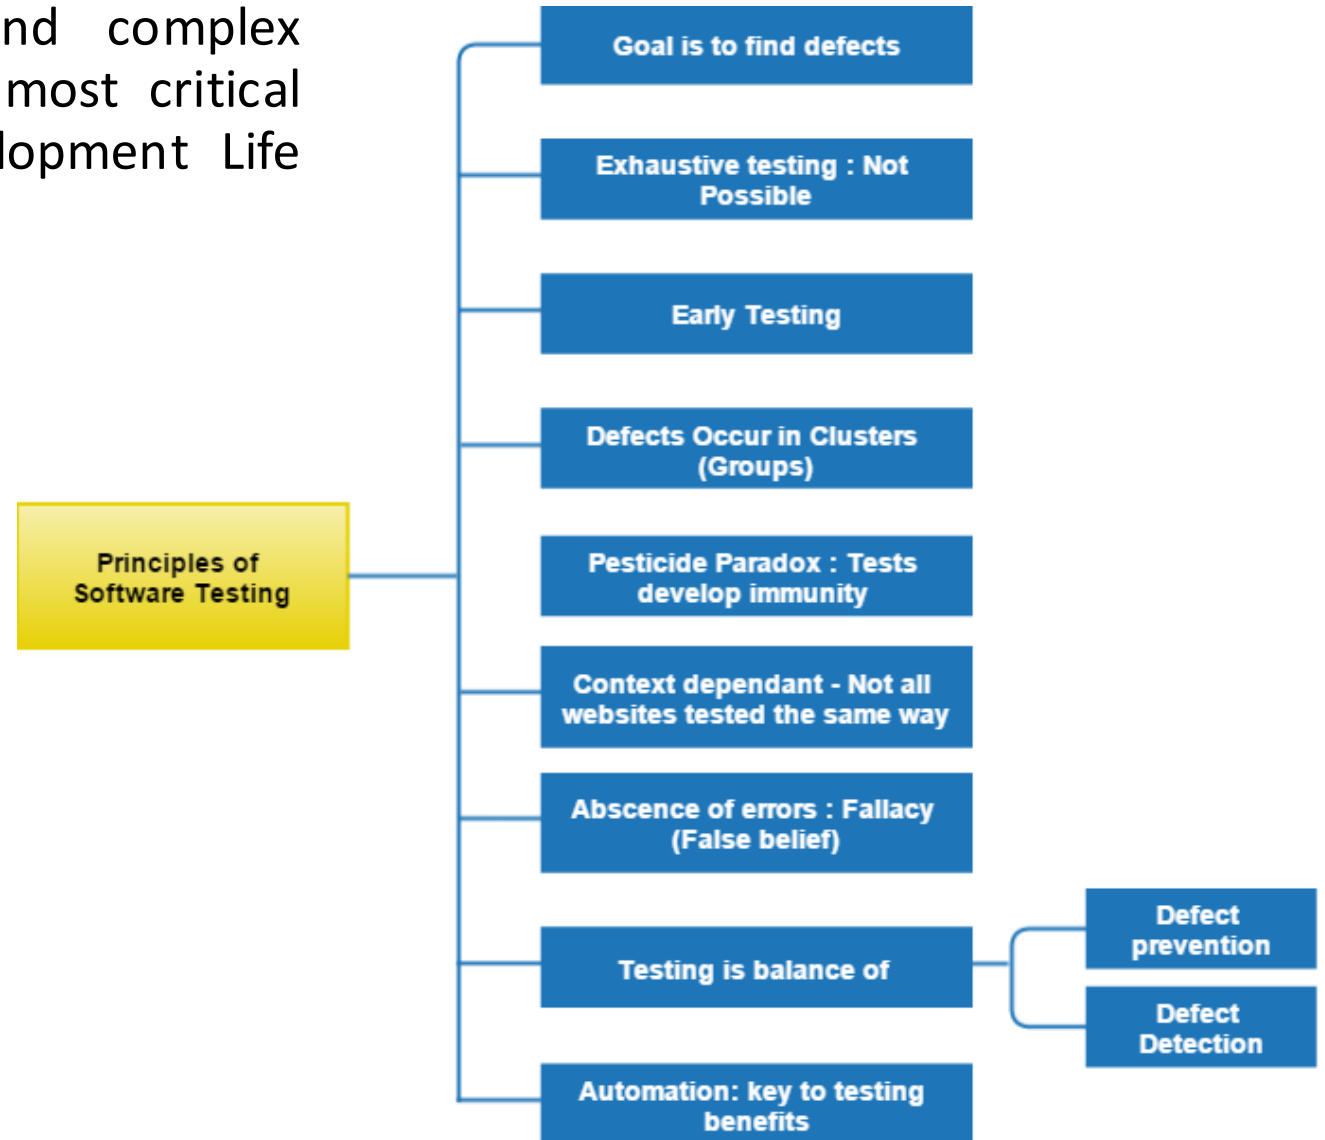 nd complex
most critical
lopment Life
Goal is to find defects
Exhaustive testing : Not
Possible
Early Testing
Defects Occur in Clusters
(Groups)
Principles of
Software Testing
Pesticide Paradox : Tests
develop immunity
Context dependant - Not all
websites tested the same way
Abscence of errors : Fallacy
(False belief)
Testing is balance of
Defect
prevention
Defect
Detection
Automation: key to testing
benefits